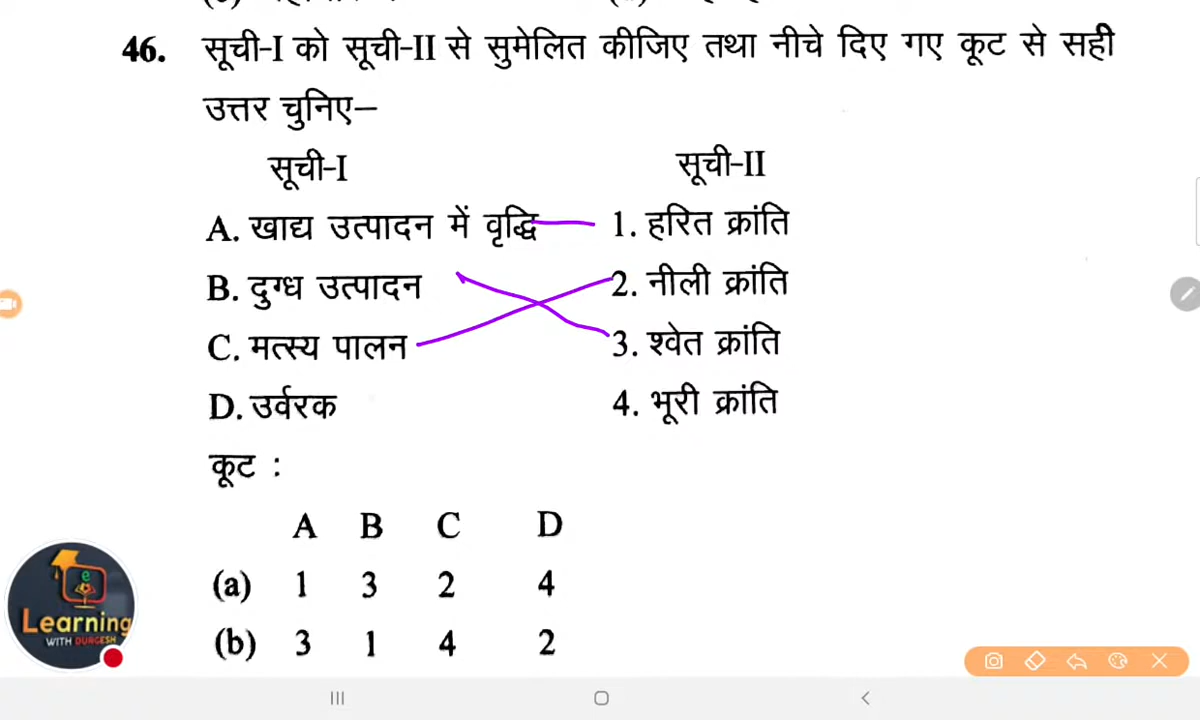 46. सूची-I को सूची-II से सुमेलित कीजिए तथा नीचे दिए गए कूट से सही
उत्तर चुनिए–
सूची-I सूची-II
A. खाद्य उत्पादन में वृद्धि 1. हरित क्रांति
B. दुग्ध उत्पादन 2. नीली क्रांति
C. मत्स्य पालन 3. श्वेत क्रांति
D. उर्वरक 4. भूरी क्रांति
कूट :
A B C D
(a) 1 3 2 4
(b) 3 1 4 2
e
Learning
WITH DURGESH